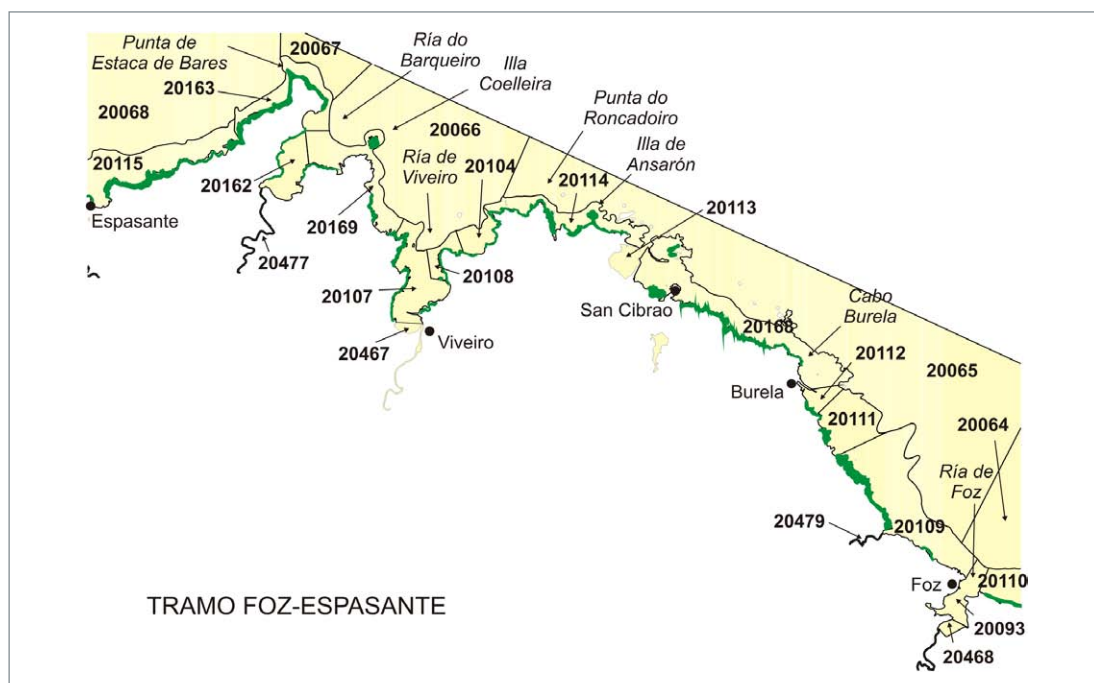 Punta de
Estaca de Bares
20067
Ría do
Barqueiro
Illa
Coelleira
20163
20068
20066
Punta do
Roncadoiro
Ría de
Viveiro
20104
Illa de
Ansarón
20115
20162
20114
20113
Espasante
20169
20477
20108
20107
San Cibrao
20467
Viveiro
20168
Cabo
Burela
20112
20065
Burela
20111
20064
Ría de
Foz
20479
20109
Foz
20110
TRAMO FOZ-ESPASANTE
20093
20468